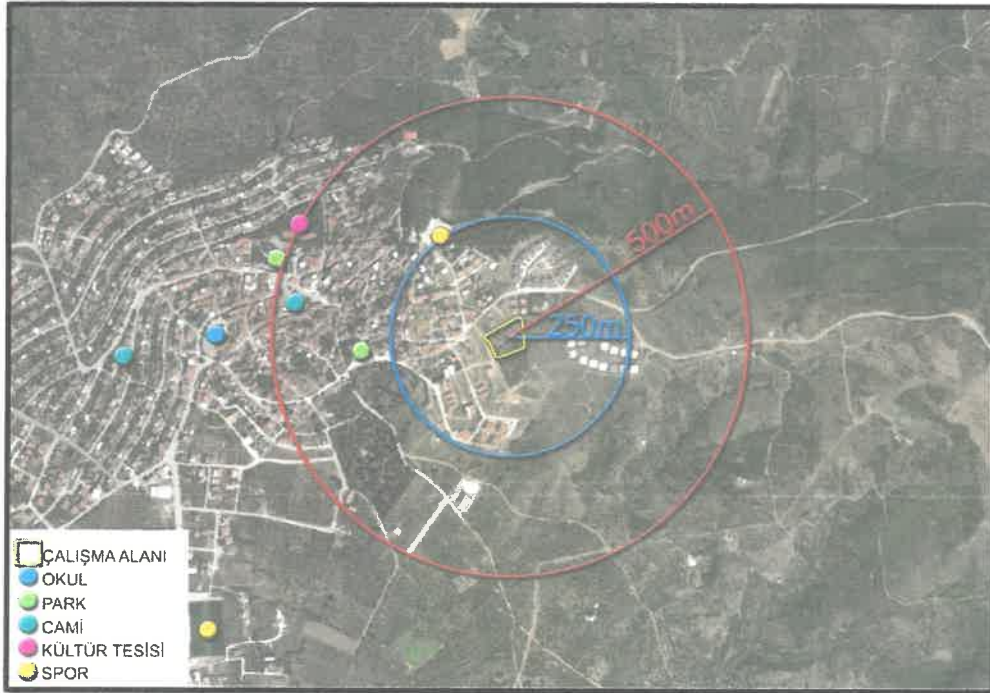 500m
250m
ÇALIŞMA ALANI
OKUL
PARK
CAMİ
KÜLTÜR TESİSİ
SPOR